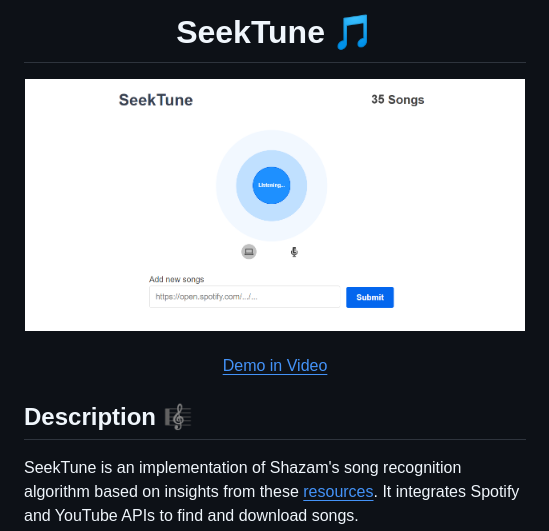 SeekTune 🎵
SeekTune
35 Songs
Listening...
Add new songs
https://open.spotify.com/.../...
Submit
Demo in Video
Description 🎼
SeekTune is an implementation of Shazam's song recognition
algorithm based on insights from these resources. It integrates Spotify
and YouTube APIs to find and download songs.